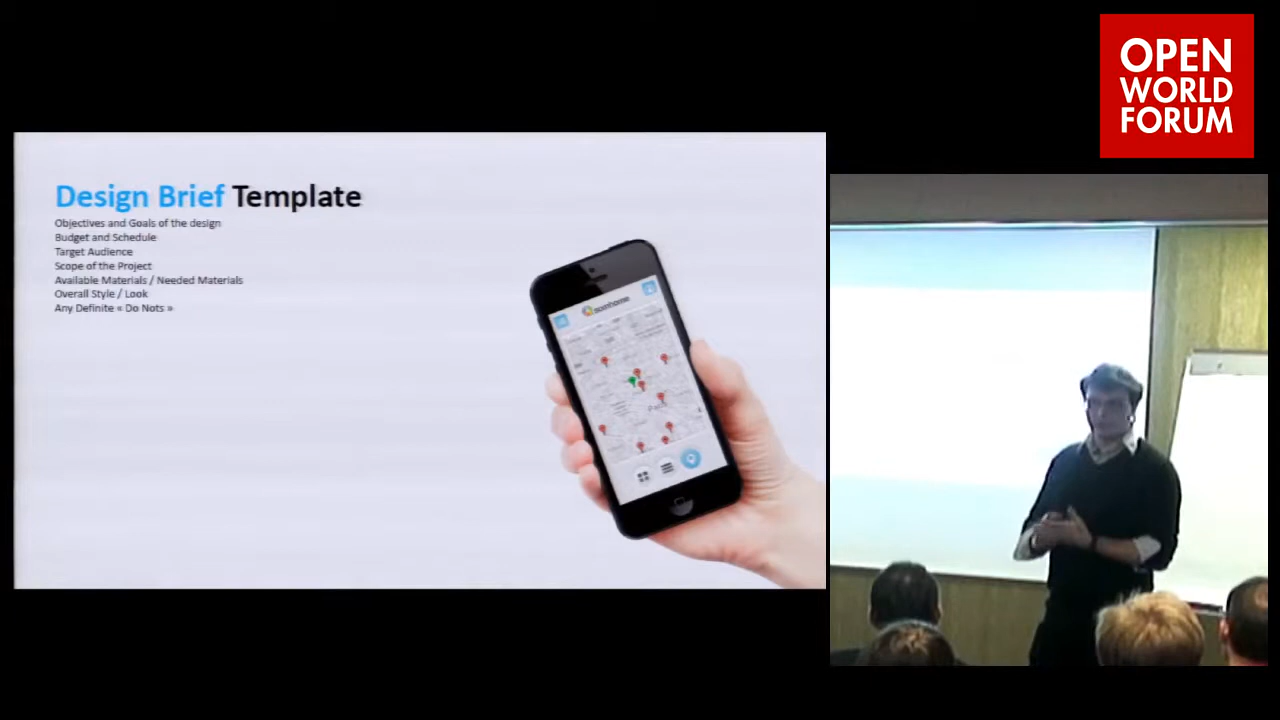 OPEN
WORLD
FORUM
Design Brief Template
Objectives and Goals of the design
Budget and Schedule
Target Audience
Scope of the Project
Available Materials / Needed Materials
Overall Style / Look
Any Definite « Do Nots »